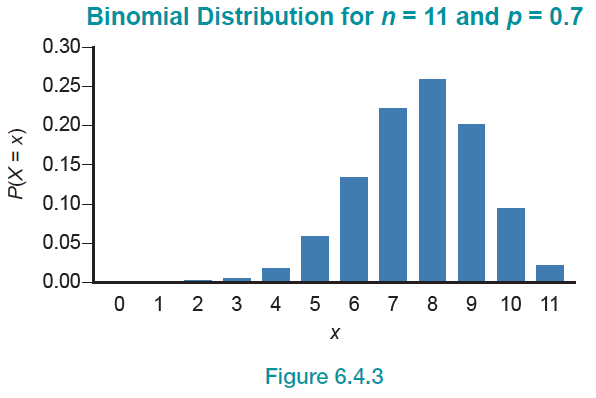 Binomial Distribution for n = 11 and p = 0.7
0.30
0.25
0.20
0.15
0.10
0.05
0.00
P(X = x)
0 1 2 3 4 5 6 7 8 9 10 11
x
Figure 6.4.3